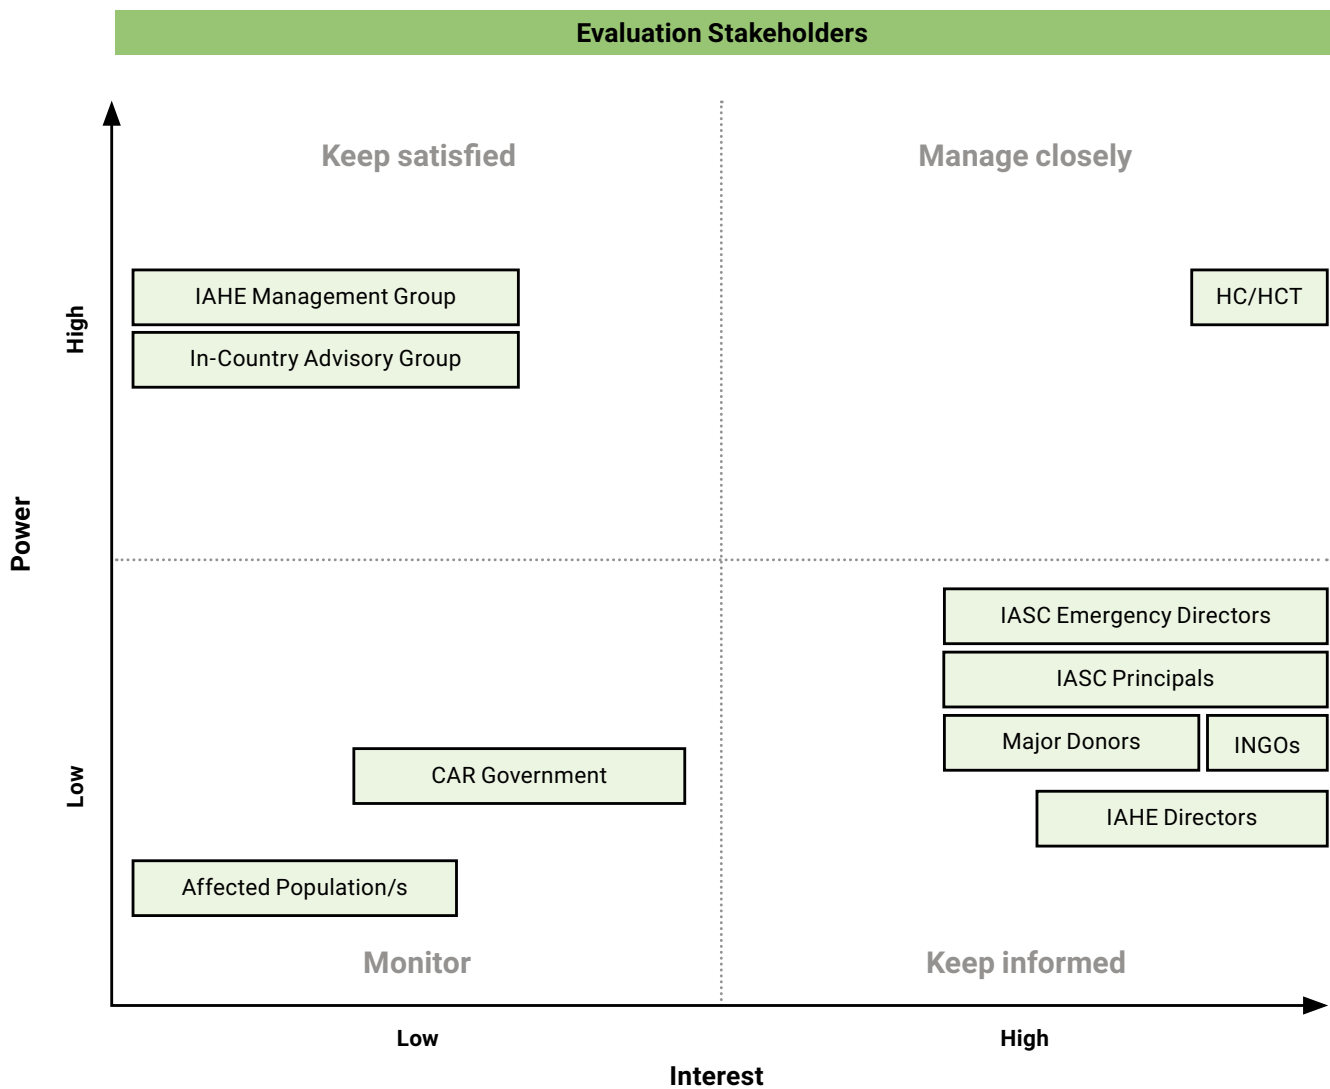 Evaluation Stakeholders
Keep satisfied
Manage closely
IAHE Management Group
HC/HCT
In-Country Advisory Group
High
Power
IASC Emergency Directors
IASC Principals
Major Donors
INGOs
CAR Government
Low
IAHE Directors
Affected Population/s
Monitor
Keep informed
Low
High
Interest